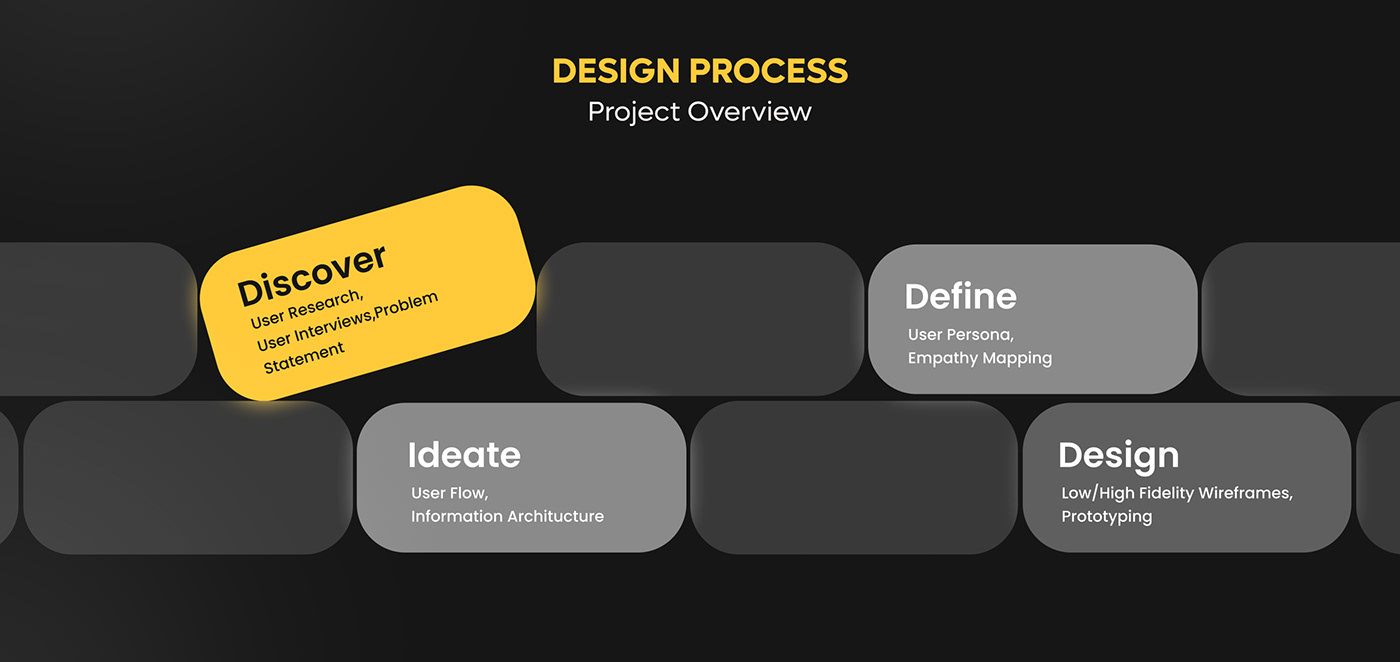 DESIGN PROCESS
Project Overview
Discover
User Research,
User Interviews,Problem
Statement
Define
User Persona,
Empathy Mapping
Ideate
User Flow,
Information Architucture
Design
Low/High Fidelity Wireframes,
Prototyping